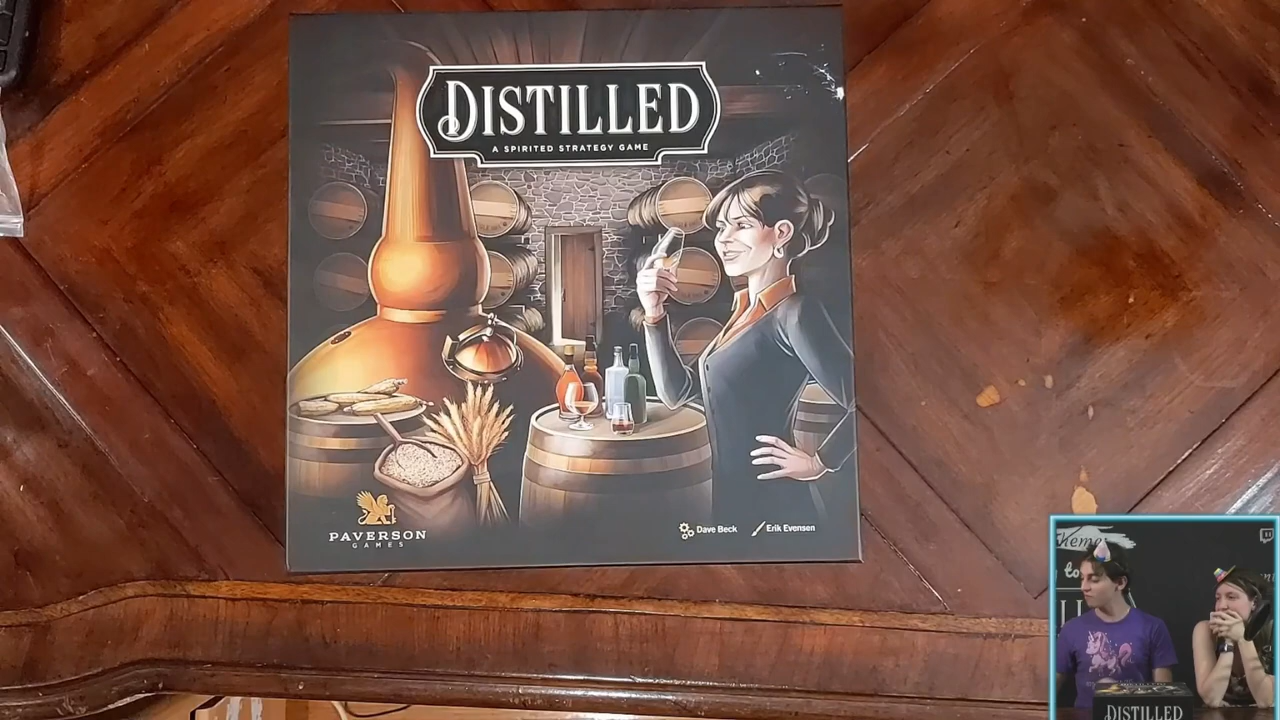 DISTILLED
A SPIRITED STRATEGY GAME
PAVERSON
GAMES
Dave Beck
Erik Evensen
DISTILLED